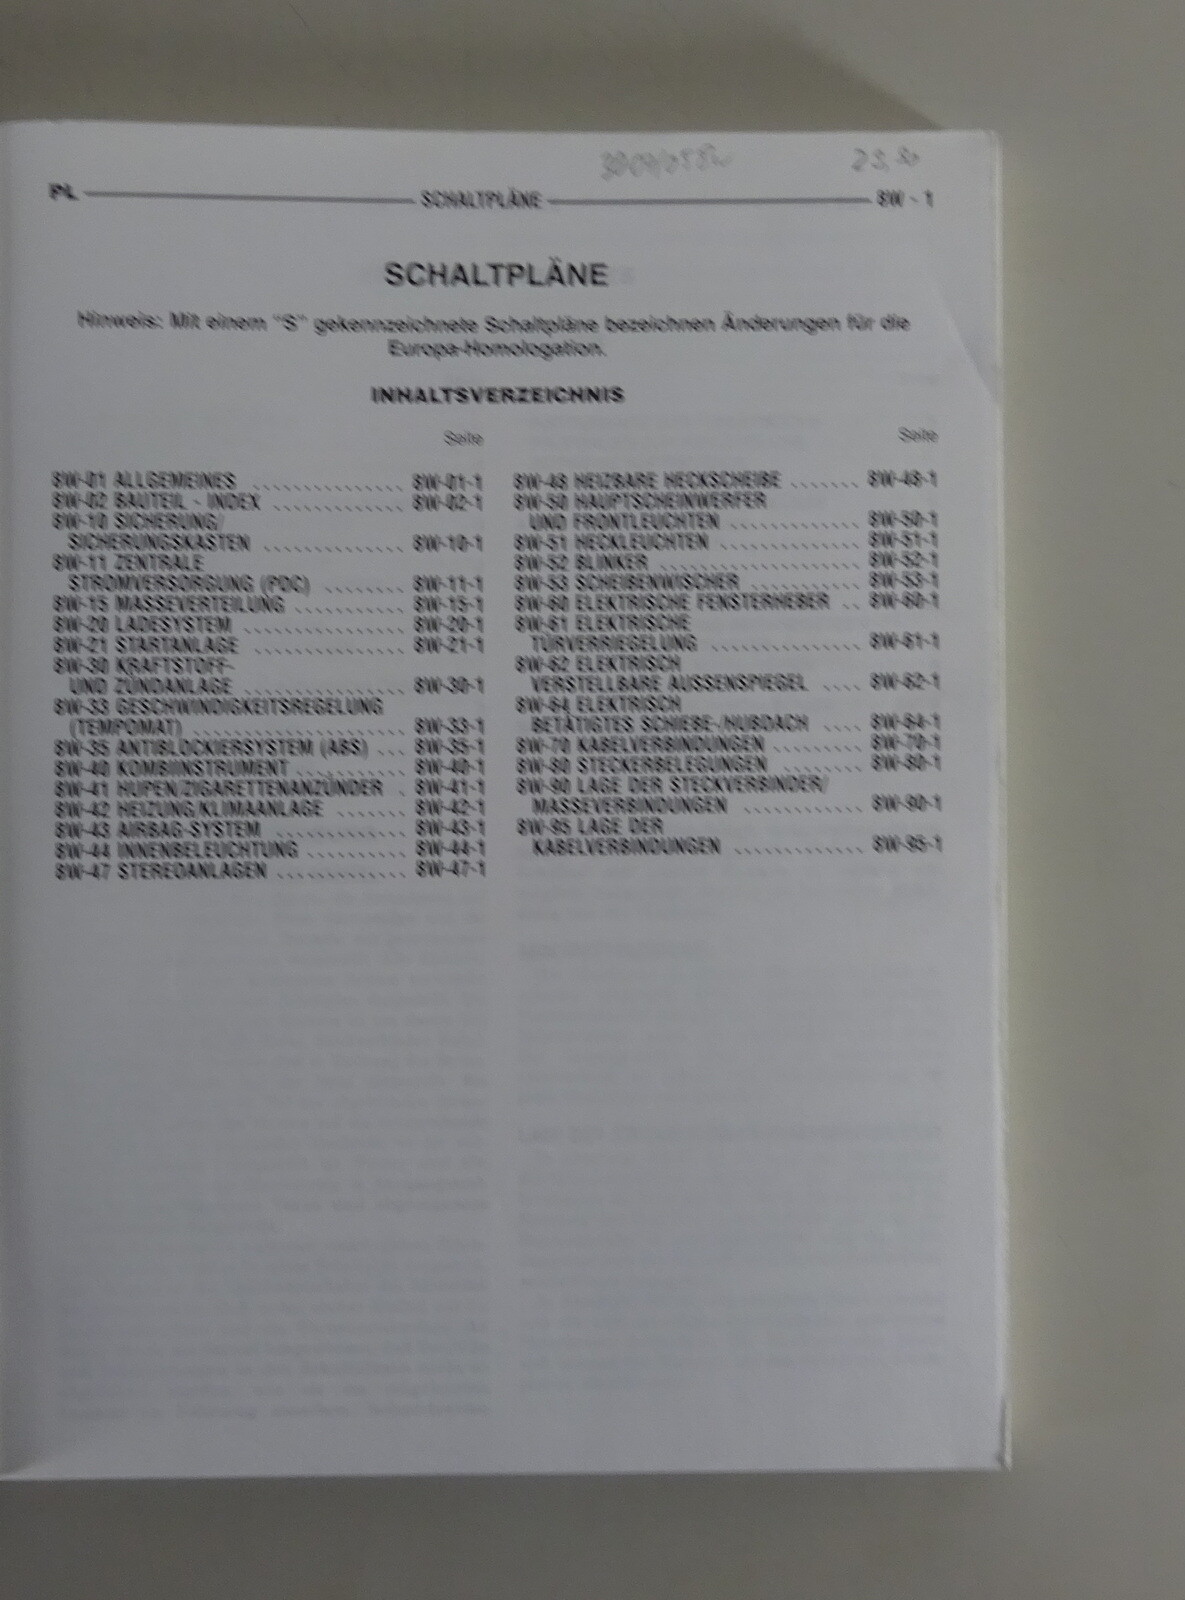 PL SCHALTPLÄNE 8W - 1
SCHALTPLÄNE
Hinweis: Mit einem "S" gekennzeichnete Schaltpläne bezeichnen Änderungen für die
Europa-Homologation.
INHALTSVERZEICHNIS
Seite
8W-01 ALLGEMEINES ............... 8W-01-1
8W-02 BAUTEIL - INDEX ............. 8W-02-1
8W-10 SICHERUNG/
SICHERUNGSKASTEN .............. 8W-10-1
8W-11 ZENTRALE
STROMVERSORGUNG (PDC) ........ 8W-11-1
8W-15 MASSEVERTEILUNG ........... 8W-15-1
8W-20 LADESYSTEM ................ 8W-20-1
8W-21 STARTANLAGE ............... 8W-21-1
8W-30 KRAFTSTOFF-
UND ZÜNDANLAGE ................ 8W-30-1
8W-33 GESCHWINDIGKEITSREGELUNG
(TEMPOMAT) ..................... 8W-33-1
8W-35 ANTIBLOCKIERSYSTEM (ABS) ... 8W-35-1
8W-40 KOMBIINSTRUMENT ........... 8W-40-1
8W-41 HUPEN/ZIGARETTENANZÜNDER . 8W-41-1
8W-42 HEIZUNG/KLIMAANLAGE ....... 8W-42-1
8W-43 AIRBAG-SYSTEM ............. 8W-43-1
8W-44 INNENBELEUCHTUNG .......... 8W-44-1
8W-47 STEREOANLAGEN ............. 8W-47-1
Seite
8W-48 HEIZBARE HECKSCHEIBE ....... 8W-48-1
8W-50 HAUPTSCHEINWERFER
UND FRONTLEUCHTEN ............. 8W-50-1
8W-51 HECKLEUCHTEN .............. 8W-51-1
8W-52 BLINKER .................... 8W-52-1
8W-53 SCHEIBENWISCHER ........... 8W-53-1
8W-60 ELEKTRISCHE FENSTERHEBER .. 8W-60-1
8W-61 ELEKTRISCHE
TÜRVERRIEGELUNG ............... 8W-61-1
8W-62 ELEKTRISCH
VERSTELLBARE AUSSENSPIEGEL .... 8W-62-1
8W-64 ELEKTRISCH
BETÄTIGTES SCHIEBE-/HUBDACH .... 8W-64-1
8W-70 KABELVERBINDUNGEN ......... 8W-70-1
8W-80 STECKERBELEGUNGEN ........ 8W-80-1
8W-90 LAGE DER STECKVERBINDER/
MASSEVERBINDUNGEN ............ 8W-90-1
8W-95 LAGE DER
KABELVERBINDUNGEN ............. 8W-95-1